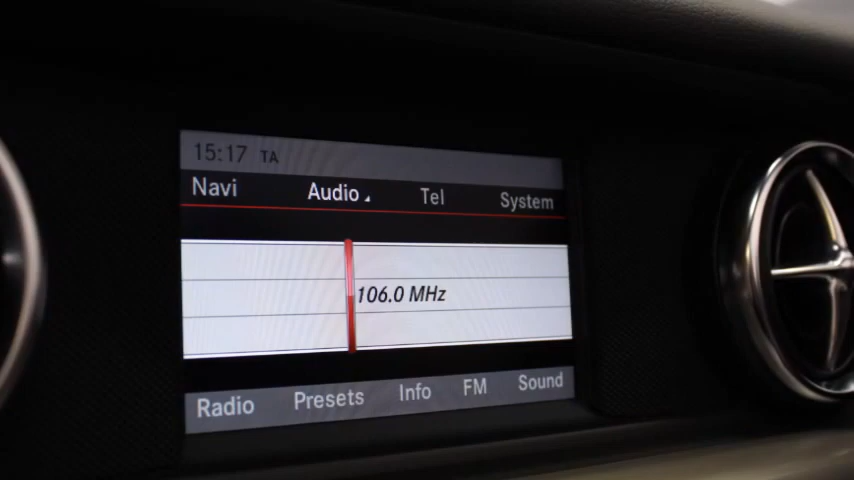 15:17 TA
Navi Audio Tel System
106.0 MHz
Radio Presets Info FM Sound